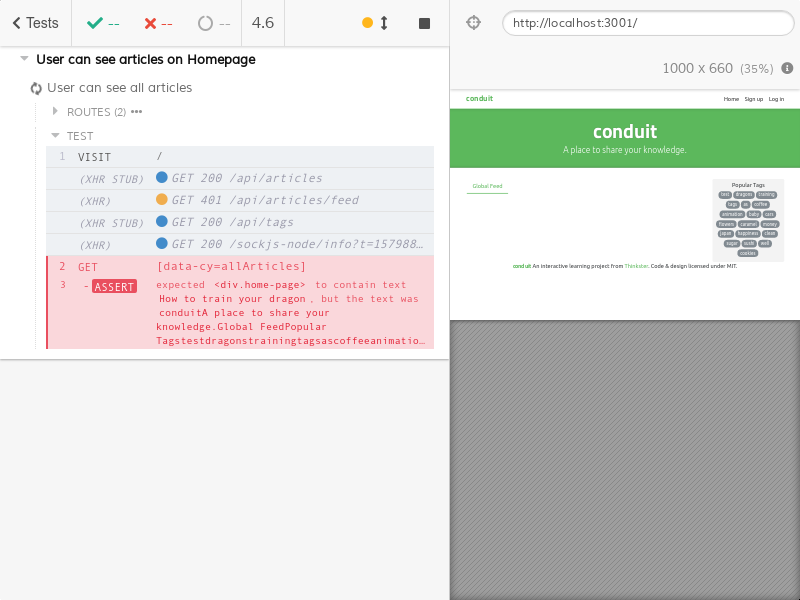 Tests
--
--
--
4.6
User can see articles on Homepage
User can see all articles
ROUTES (2)
TEST
1 VISIT /
(XHR STUB) GET 200 /api/articles
(XHR) GET 401 /api/articles/feed
(XHR STUB) GET 200 /api/tags
(XHR) GET 200 /sockjs-node/info?t=157988…
2 GET [data-cy=allArticles]
3 - ASSERT expected <div.home-page> to contain text
How to train your dragon, but the text was
conduitA place to share your
knowledge.Global FeedPopular
Tagstestdragonstrainingtagsascoffeeanimatio…
http://localhost:3001/
1000 x 660 (35%)
conduit Home Sign up Log in
conduit
A place to share your knowledge.
Global Feed
Popular Tags
test dragons training
tags as coffee
animation baby cars
flowers caramel money
japan happiness clean
sugar sushi well
cookies
conduit An interactive learning project from Thinkster. Code & design licensed under MIT.